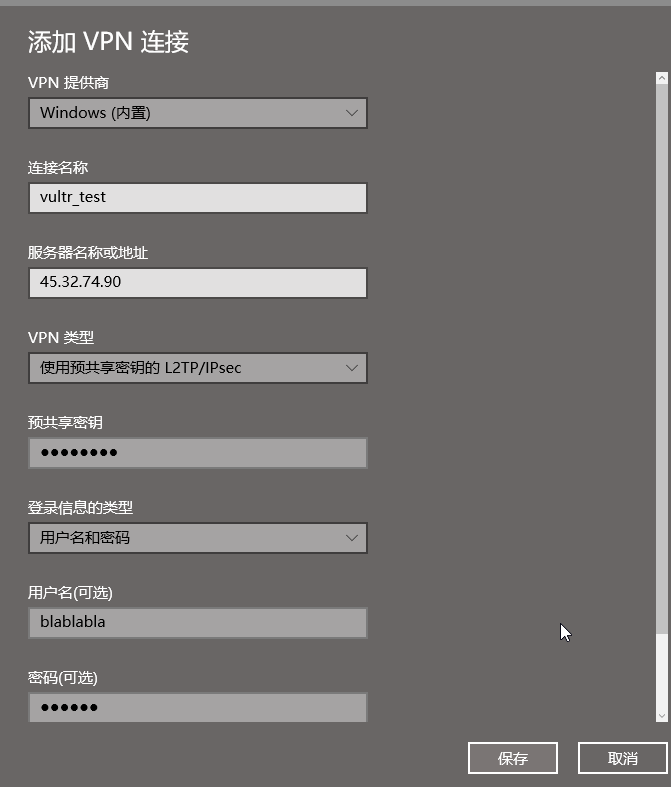 添加 VPN 连接
VPN 提供商
Windows (内置)
连接名称
vultr_test
服务器名称或地址
45.32.74.90
VPN 类型
使用预共享密钥的 L2TP/IPsec
预共享密钥
●●●●●●●●
登录信息的类型
用户名和密码
用户名(可选)
blablabla
密码(可选)
●●●●●●
保存 取消